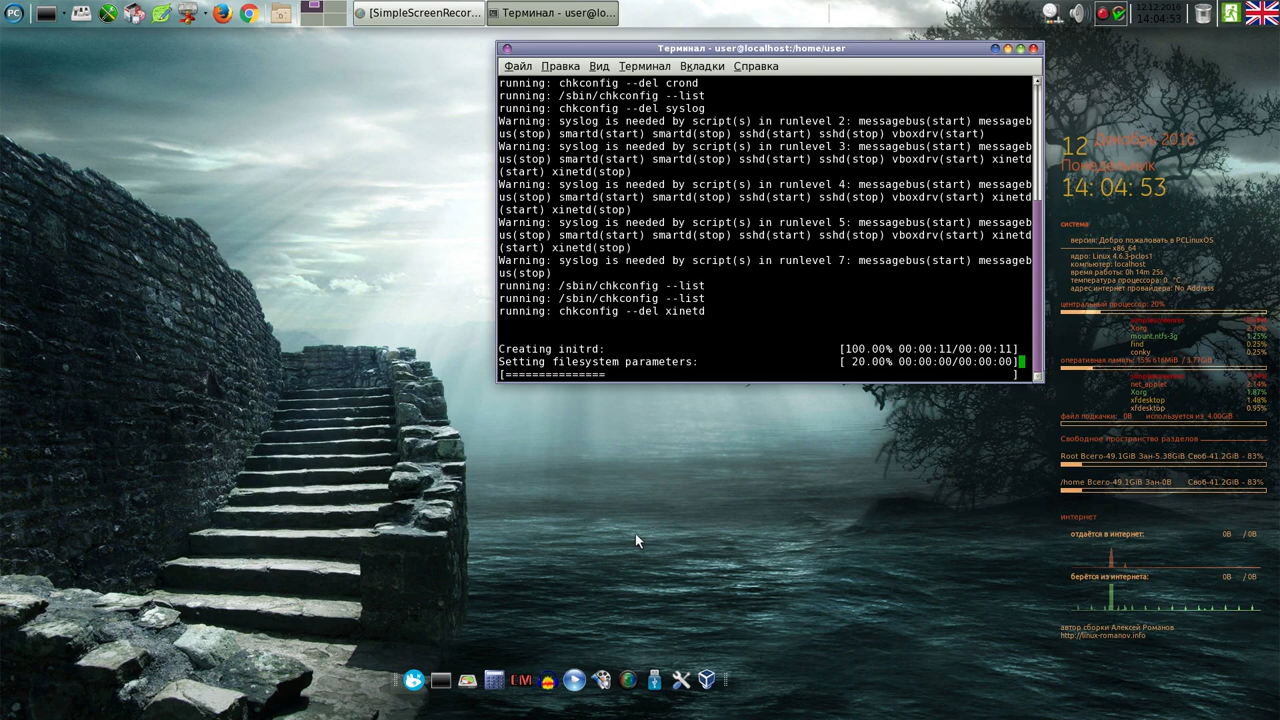 PC
[SimpleScreenRecor...
Терминал - user@lo...
12.12.2016
14:04:53
Терминал - user@localhost:/home/user
Файл Правка Вид Терминал Вкладки Справка
running: chkconfig --del crond
running: /sbin/chkconfig --list
running: chkconfig --del syslog
Warning: syslog is needed by script(s) in runlevel 2: messagebus(start) messageb
us(stop) smartd(start) smartd(stop) sshd(start) sshd(stop) vboxdrv(start)
Warning: syslog is needed by script(s) in runlevel 3: messagebus(start) messageb
us(stop) smartd(start) smartd(stop) sshd(start) sshd(stop) vboxdrv(start) xinetd
(start) xinetd(stop)
Warning: syslog is needed by script(s) in runlevel 4: messagebus(start) messageb
us(stop) smartd(start) smartd(stop) sshd(start) sshd(stop) vboxdrv(start) xinetd
(start) xinetd(stop)
Warning: syslog is needed by script(s) in runlevel 5: messagebus(start) messageb
us(stop) smartd(start) smartd(stop) sshd(start) sshd(stop) vboxdrv(start) xinetd
(start) xinetd(stop)
Warning: syslog is needed by script(s) in runlevel 7: messagebus(start) messageb
us(stop)
running: /sbin/chkconfig --list
running: /sbin/chkconfig --list
running: chkconfig --del xinetd
Creating initrd: [100.00% 00:00:11/00:00:11]
Setting filesystem parameters: [ 20.00% 00:00:00/00:00:00]
[=============== ]
12 Декабрь 2016
Понедельник
14: 04: 53
система
версия: Добро пожаловать в PCLinuxOS
x86_64
ядро: Linux 4.6.3-pclos1
компьютер: localhost
время работы: 0h 14m 25s
температура процессора: 0 °C
адрес интернет провайдера: No Address
центральный процессор: 20%
Xorg 2.76%
mount.ntfs-3g 1.25%
find 0.25%
conky 0.25%
оперативная память: 15% 616MiB / 3.77GiB
net_applet 2.14%
Xorg 1.87%
xfdesktop 1.48%
xfdesktop 0.95%
файл подкачки: 0B используется из 4.00GiB
Свободное пространство разделов
Root Всего-49.1GiB Зан-5.38GiB Своб-41.2GiB - 83%
/home Всего-49.1GiB Зан-0B Своб-41.2GiB - 83%
интернет
отдаётся в интернет: 0B / 0B
берётся из интернета: 0B / 0B
автор сборки Алексей Романов
http://linux-romanov.info